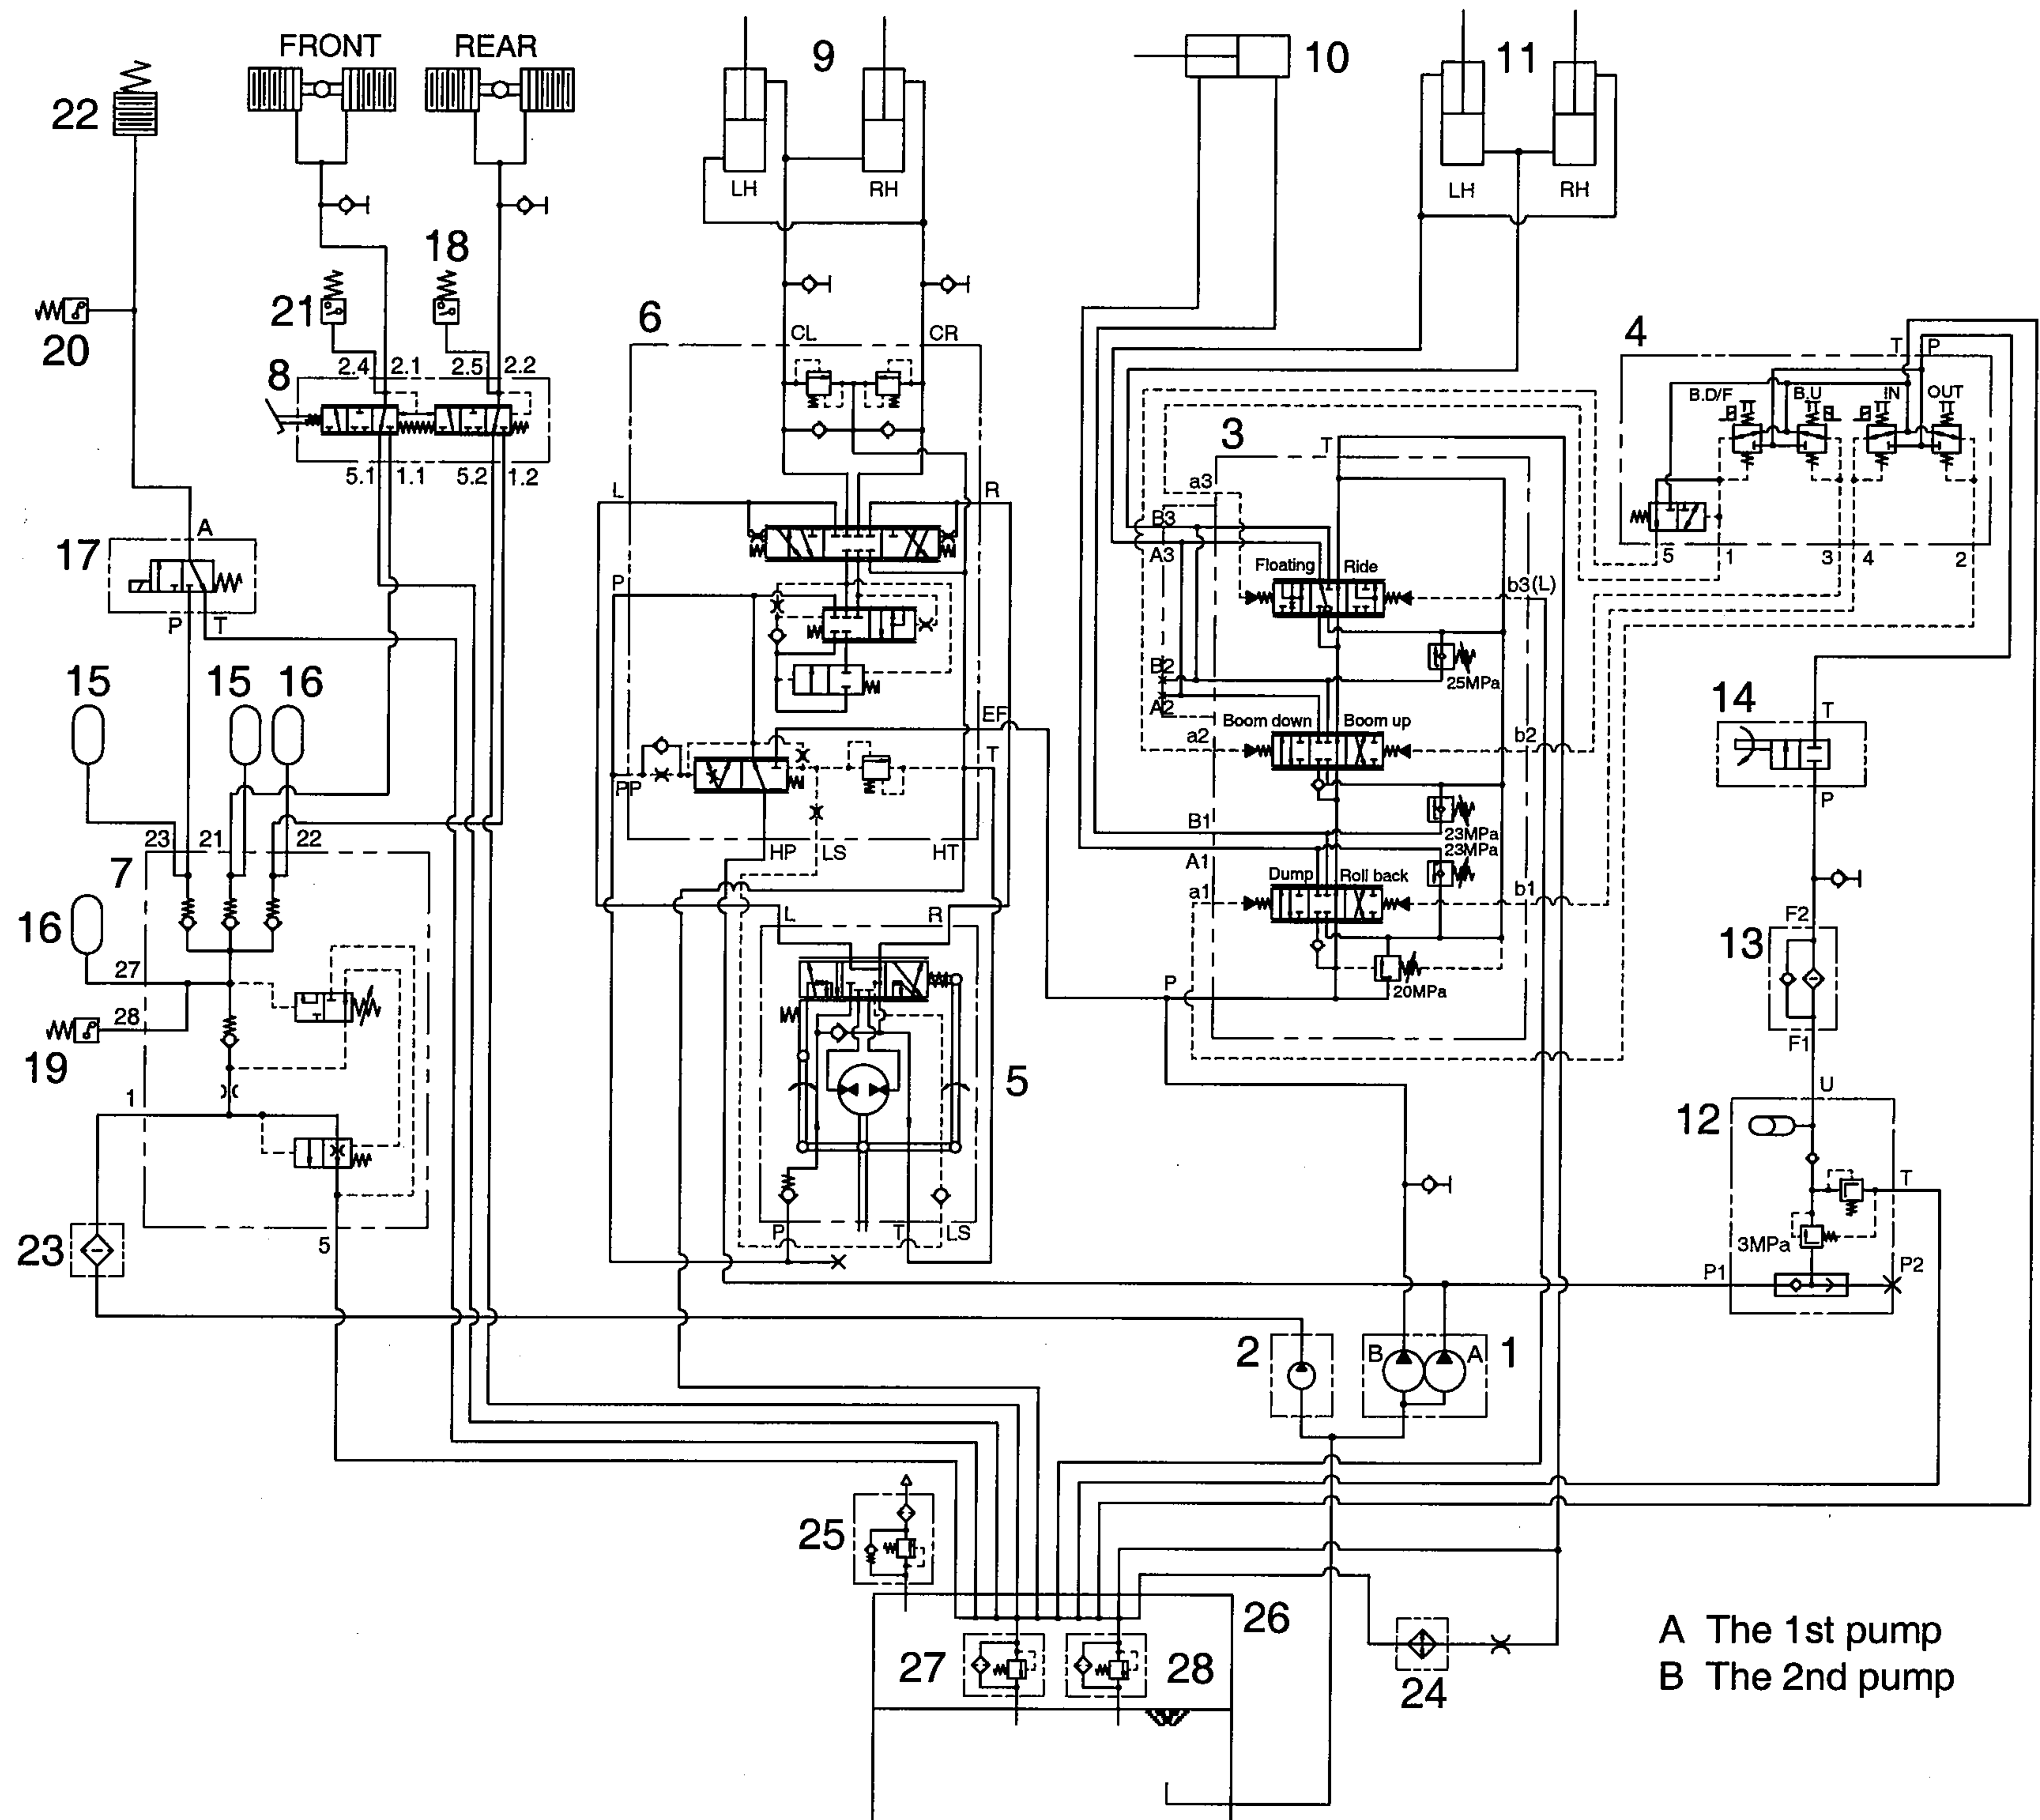 FRONT REAR
9
10
11
22
LH RH
LH RH
18
21
20
6
4
CL CR
T P
2.4 2.1 2.5 2.2
8
B.D/F B.U IN OUT
3
T
5.1 1.1 5.2 1.2
L R
a3
B3
A
17
A3
5 1 3 4 2
Floating Ride
P
b3(L)
P T
B2
25MPa
15 15 16
14
A2
EF
T
Boom down Boom up
a2 b2
T
PP
P
B1
23MPa
23 21 22
HP LS HT
23MPa
7
A1
Dump Roll back
a1 b1
16
L R
F2
13
27
P
20MPa
28
F1
19
5
U
1
12
T
P T LS
23
5
3MPa
P1 P2
2
B A
1
25
26
27
28
24
A The 1st pump
B The 2nd pump